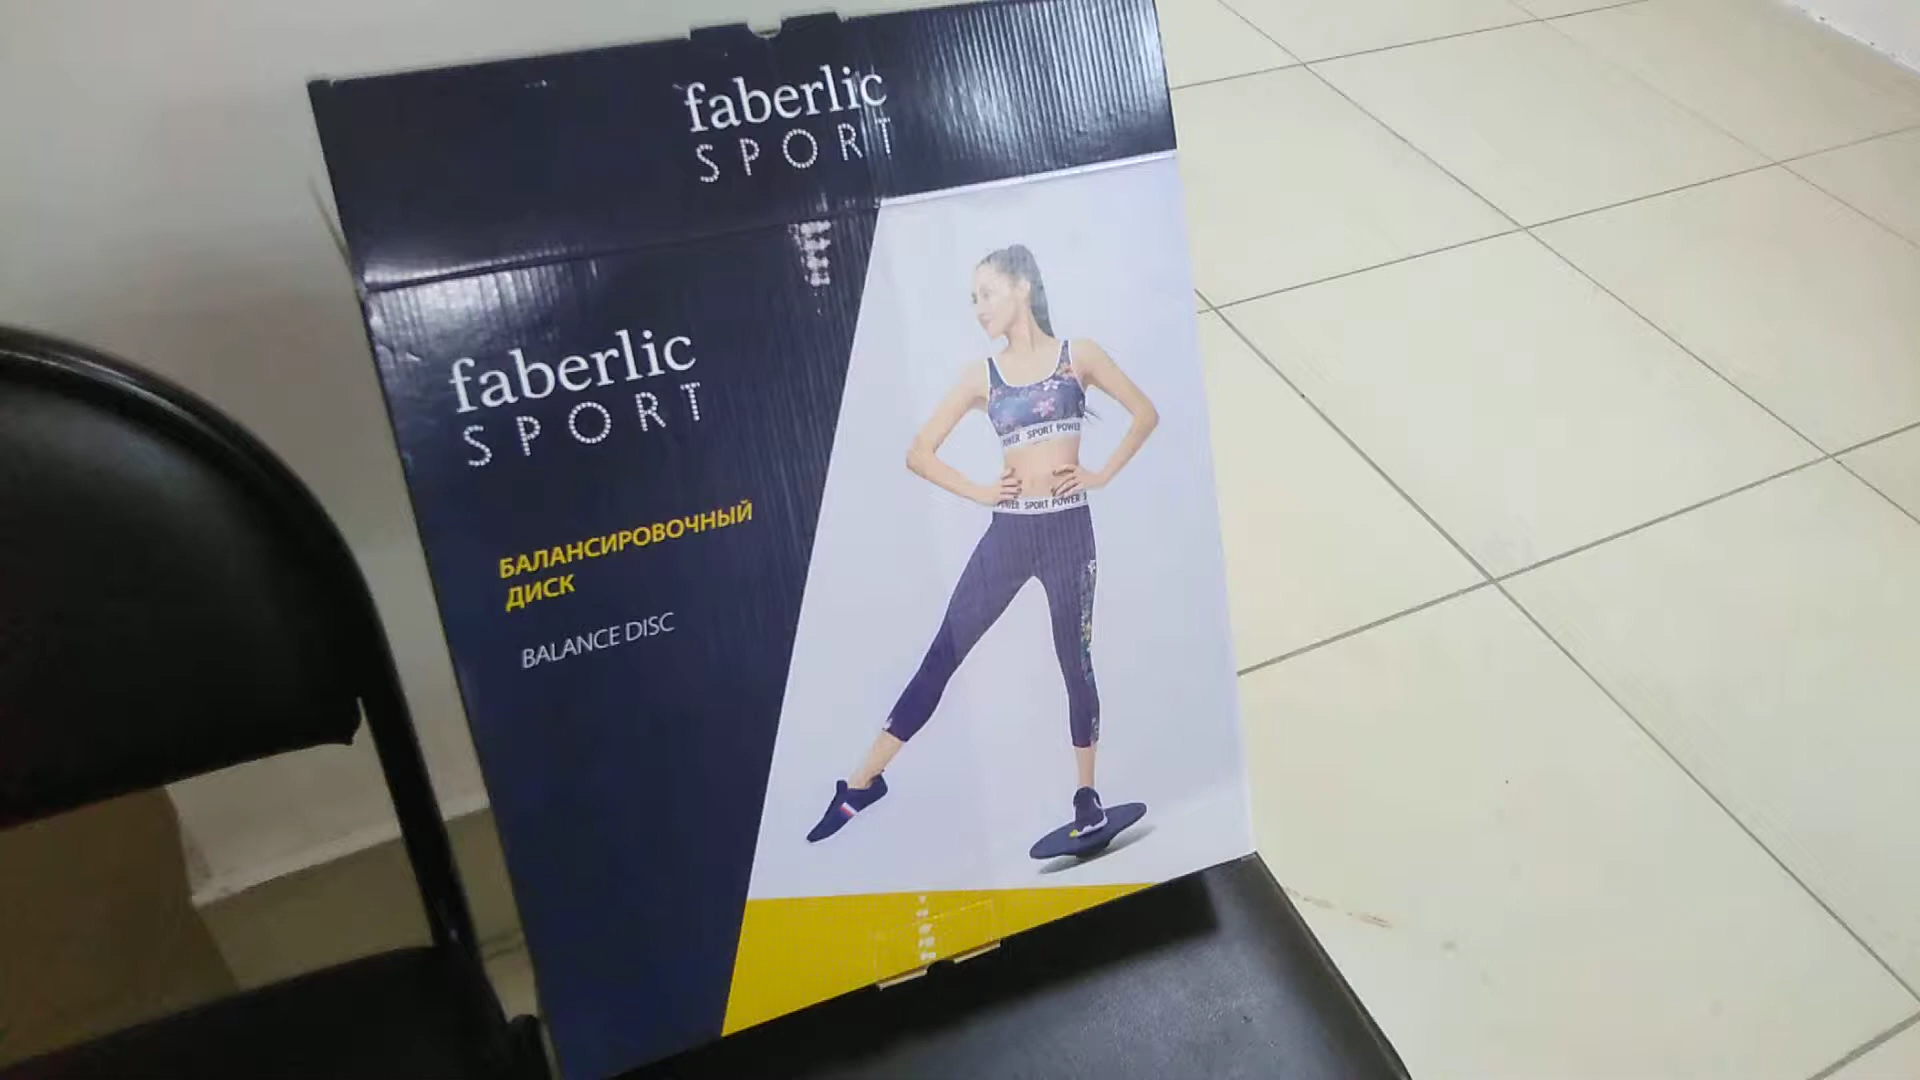 faberlic
SPORT
faberlic
SPORT
БАЛАНСИРОВОЧНЫЙ
ДИСК
BALANCE DISC
SPORT POWER
SPORT POWER